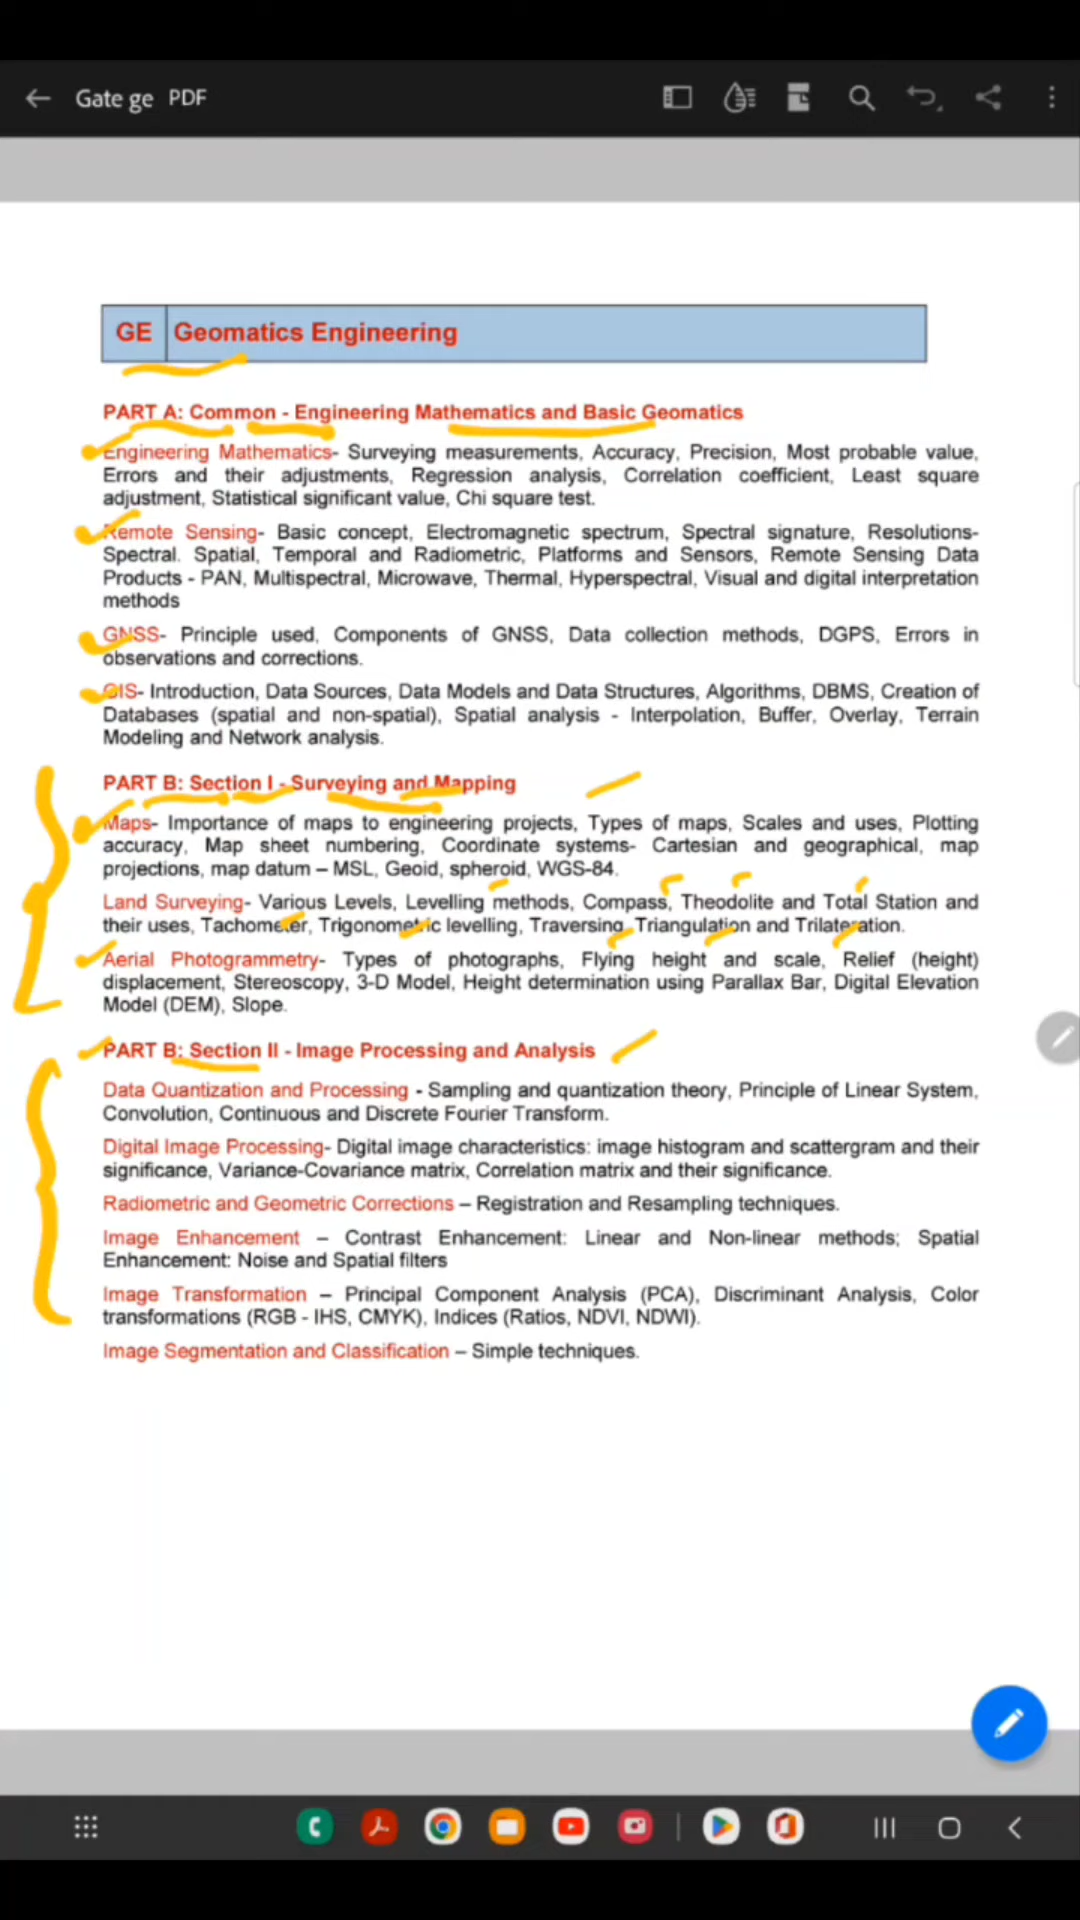 Gate ge PDF
GE Geomatics Engineering
PART A: Common - Engineering Mathematics and Basic Geomatics
Engineering Mathematics- Surveying measurements, Accuracy, Precision, Most probable value,
Errors and their adjustments, Regression analysis, Correlation coefficient, Least square
adjustment, Statistical significant value, Chi square test.
Remote Sensing- Basic concept, Electromagnetic spectrum, Spectral signature, Resolutions-
Spectral. Spatial, Temporal and Radiometric, Platforms and Sensors, Remote Sensing Data
Products - PAN, Multispectral, Microwave, Thermal, Hyperspectral, Visual and digital interpretation
methods
GNSS- Principle used, Components of GNSS, Data collection methods, DGPS, Errors in
observations and corrections.
GIS- Introduction, Data Sources, Data Models and Data Structures, Algorithms, DBMS, Creation of
Databases (spatial and non-spatial), Spatial analysis - Interpolation, Buffer, Overlay, Terrain
Modeling and Network analysis.
PART B: Section I - Surveying and Mapping
Maps- Importance of maps to engineering projects, Types of maps, Scales and uses, Plotting
accuracy, Map sheet numbering, Coordinate systems- Cartesian and geographical, map
projections, map datum – MSL, Geoid, spheroid, WGS-84.
Land Surveying- Various Levels, Levelling methods, Compass, Theodolite and Total Station and
their uses, Tachometer, Trigonometric levelling, Traversing, Triangulation and Trilateration.
Aerial Photogrammetry- Types of photographs, Flying height and scale, Relief (height)
displacement, Stereoscopy, 3-D Model, Height determination using Parallax Bar, Digital Elevation
Model (DEM), Slope.
PART B: Section II - Image Processing and Analysis
Data Quantization and Processing - Sampling and quantization theory, Principle of Linear System,
Convolution, Continuous and Discrete Fourier Transform.
Digital Image Processing- Digital image characteristics: image histogram and scattergram and their
significance, Variance-Covariance matrix, Correlation matrix and their significance.
Radiometric and Geometric Corrections – Registration and Resampling techniques.
Image Enhancement – Contrast Enhancement: Linear and Non-linear methods; Spatial
Enhancement: Noise and Spatial filters
Image Transformation – Principal Component Analysis (PCA), Discriminant Analysis, Color
transformations (RGB - IHS, CMYK), Indices (Ratios, NDVI, NDWI).
Image Segmentation and Classification – Simple techniques.